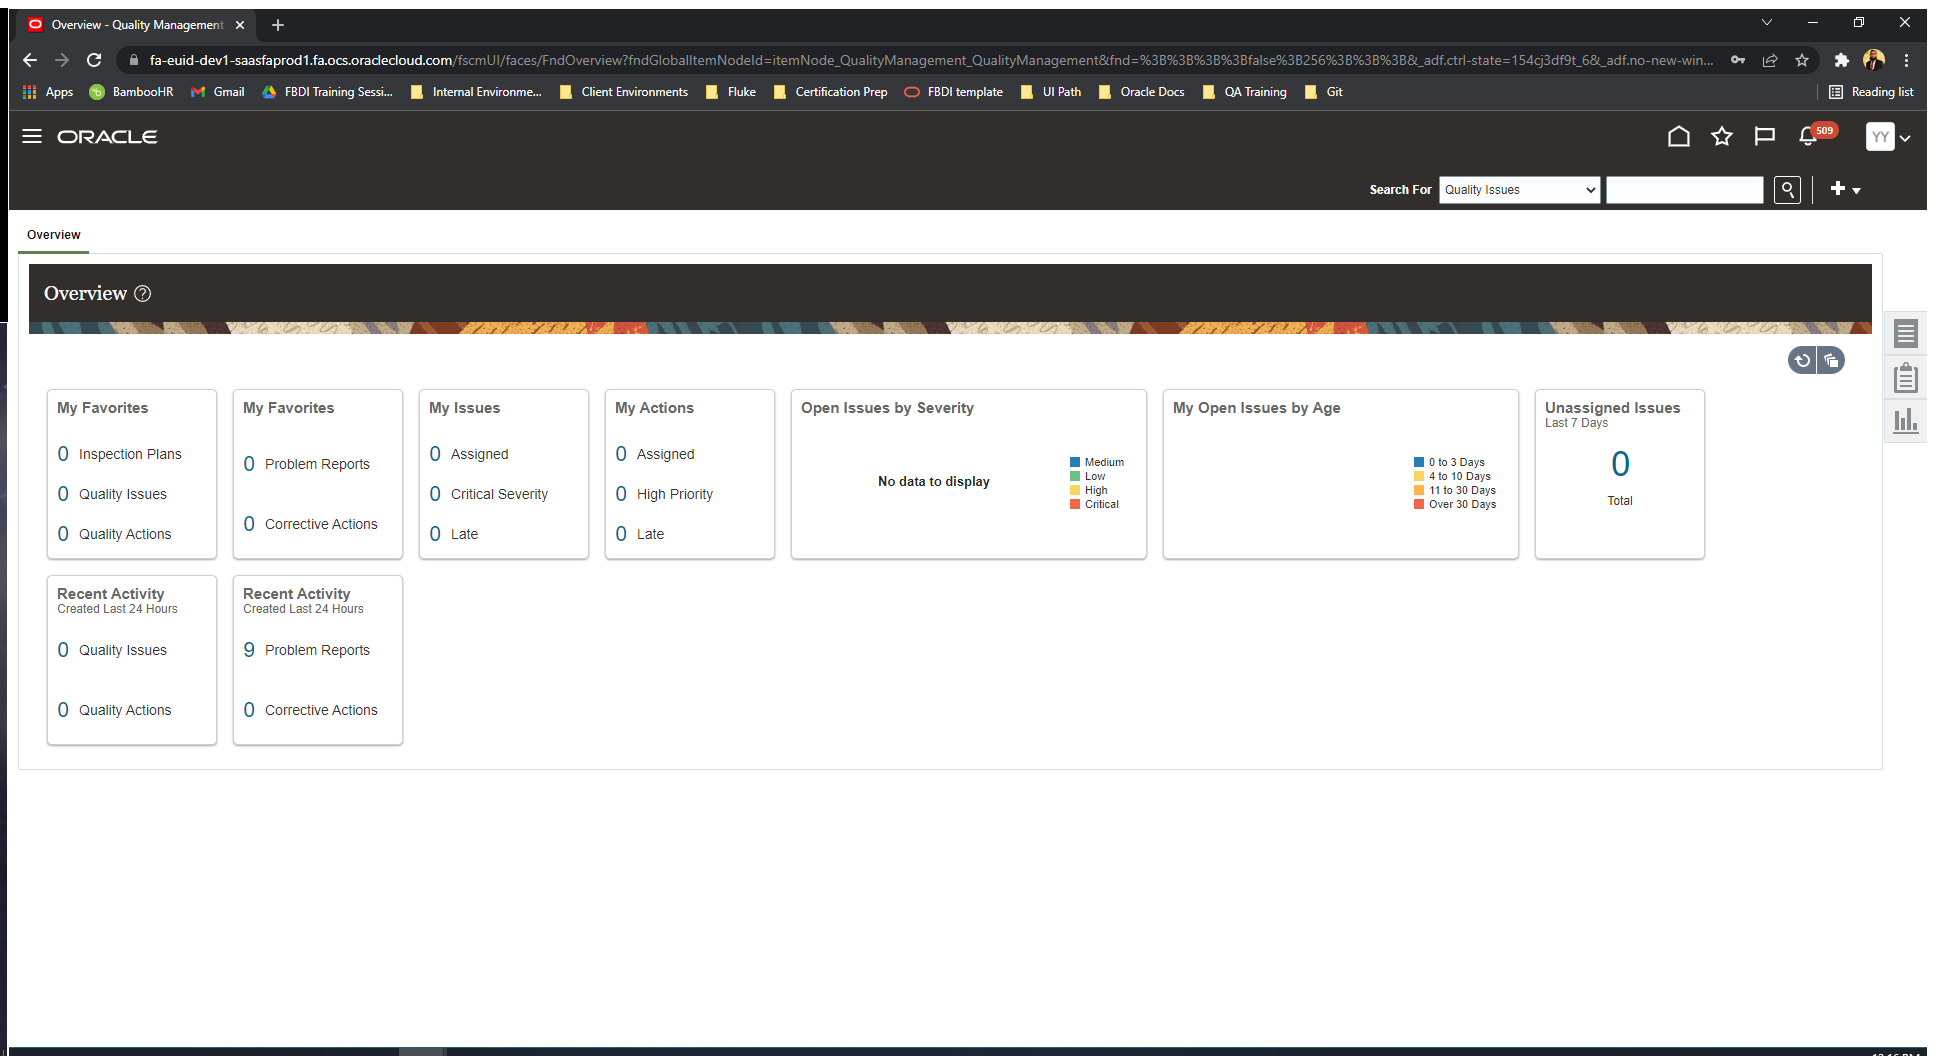 Overview - Quality Management
fa-euid-dev1-saasfaprod1.fa.ocs.oraclecloud.com/fscmUI/faces/FndOverview?fndGlobalItemNodeId=itemNode_QualityManagement_QualityManagement&fnd=%3B%3B%3B%3Bfalse%3B256%3B%3B%3B&_adf.ctrl-state=154cj3df9t_6&_adf.no-new-win...
Apps BambooHR Gmail FBDI Training Sessi... Internal Environme... Client Environments Fluke Certification Prep FBDI template UI Path Oracle Docs QA Training Git Reading list
ORACLE 509 YY
Search For Quality Issues
Overview
Overview
My Favorites
0 Inspection Plans
0 Quality Issues
0 Quality Actions
My Favorites
0 Problem Reports
0 Corrective Actions
My Issues
0 Assigned
0 Critical Severity
0 Late
My Actions
0 Assigned
0 High Priority
0 Late
Open Issues by Severity
No data to display
Medium
Low
High
Critical
My Open Issues by Age
0 to 3 Days
4 to 10 Days
11 to 30 Days
Over 30 Days
Unassigned Issues
Last 7 Days
0
Total
Recent Activity
Created Last 24 Hours
0 Quality Issues
0 Quality Actions
Recent Activity
Created Last 24 Hours
9 Problem Reports
0 Corrective Actions